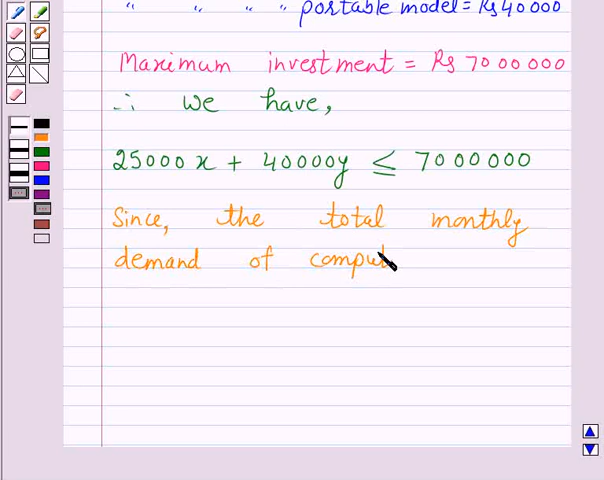 " " " " portable model = Rs 40000
Maximum investment = Rs 7000000
∴ We have,
25000x + 40000y ≤ 7000000
Since, the total monthly
demand of comput